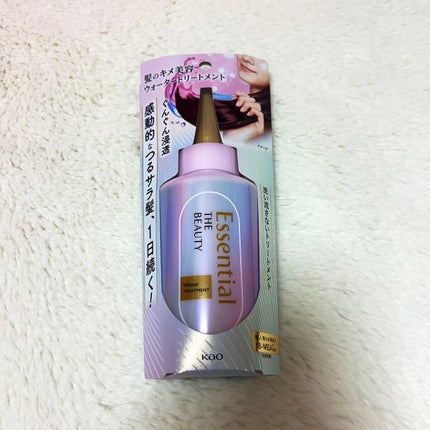 髪のキメ美容
ウォータートリートメント
ぐんぐん浸透
感動的なつるサラ髪、1日続く!
洗い流さないトリートメント
Essential
THE
BEAUTY
Water
TREATMENT
Kao